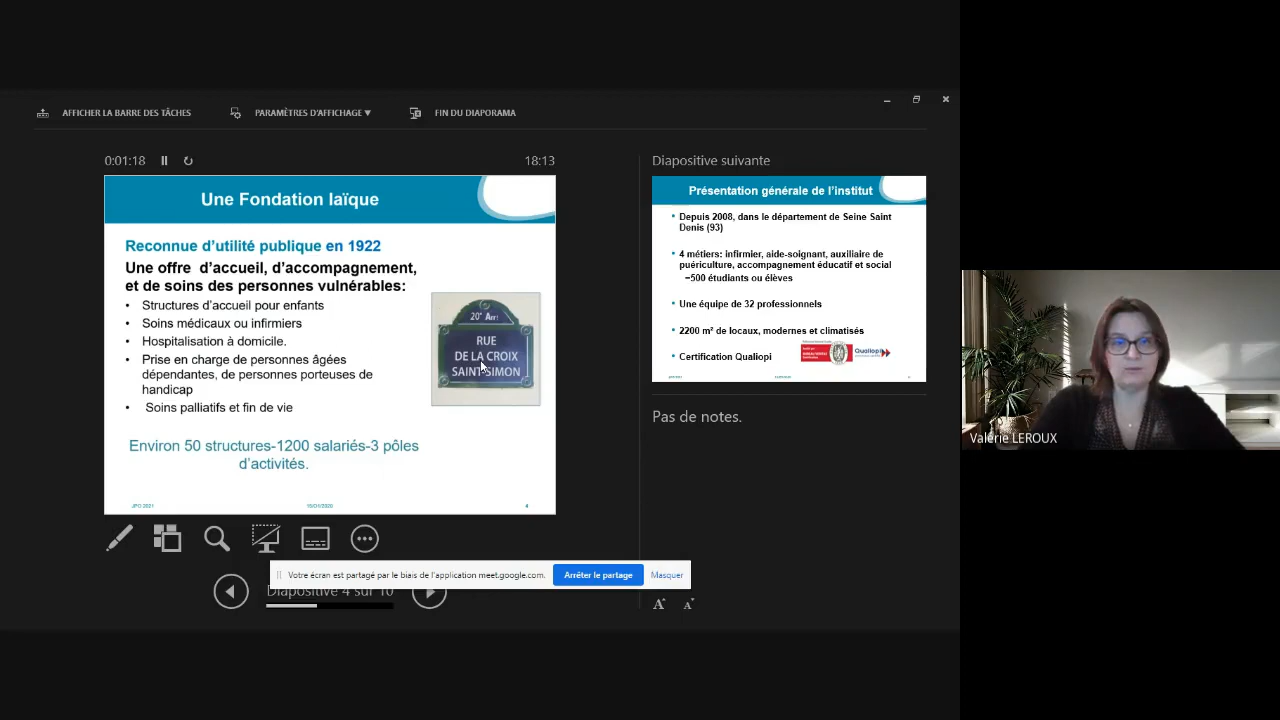 AFFICHER LA BARRE DES TÂCHES
PARAMÈTRES D'AFFICHAGE ▼
FIN DU DIAPORAMA
0:01:18
18:13
Une Fondation laïque
Reconnue d'utilité publique en 1922
Une offre d'accueil, d'accompagnement,
et de soins des personnes vulnérables:
• Structures d'accueil pour enfants
• Soins médicaux ou infirmiers
• Hospitalisation à domicile.
• Prise en charge de personnes âgées
dépendantes, de personnes porteuses de
handicap
• Soins palliatifs et fin de vie
20e Arrt
RUE
DE LA CROIX
SAINT-SIMON
Environ 50 structures-1200 salariés-3 pôles
d'activités.
JPO 2021
4
Diapositive suivante
Présentation générale de l'institut
• Depuis 2008, dans le département de Seine Saint
Denis (93)
• 4 métiers: infirmier, aide-soignant, auxiliaire de
puériculture, accompagnement éducatif et social
~500 étudiants ou élèves
• Une équipe de 32 professionnels
• 2200 m² de locaux, modernes et climatisés
• Certification Qualiopi
Qualiopi
Pas de notes.
Votre écran est partagé par le biais de l'application meet.google.com.
Arrêter le partage
Masquer
Diapositive 4 sur 10
A A
Valérie LEROUX